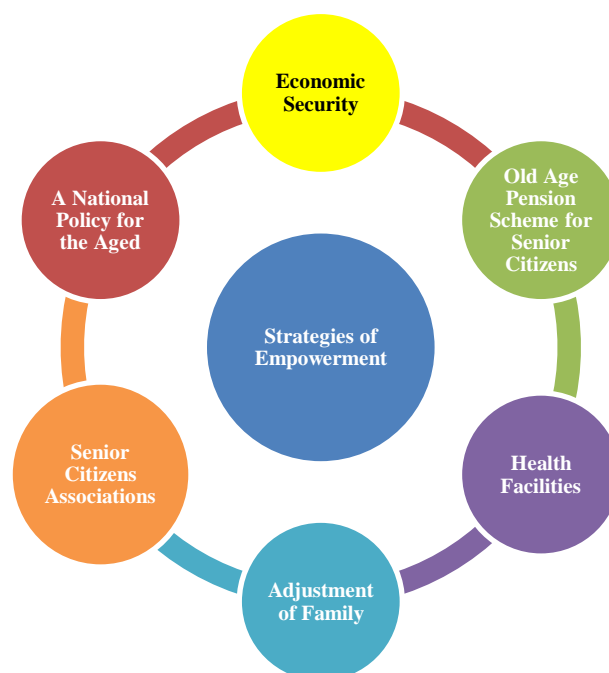 Economic
Security
Old Age
Pension
Scheme for
Senior
Citizens
Health
Facilities
Adjustment
of Family
Senior
Citizens
Associations
A National
Policy for
the Aged
Strategies of
Empowerment